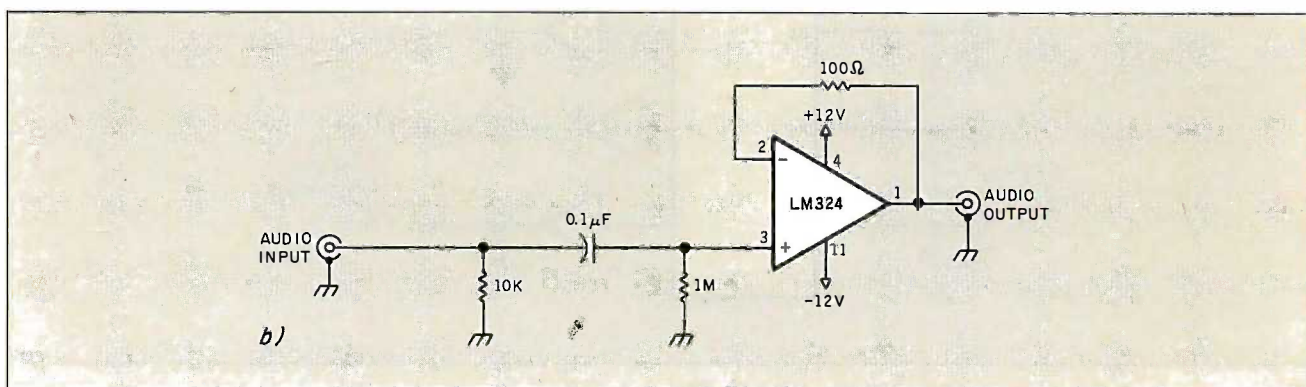 100Ω
+12V
2
−
4
LM324
1
AUDIO
OUTPUT
0.1μF
AUDIO
INPUT
3
+
11
10K
1M
−12V
b)